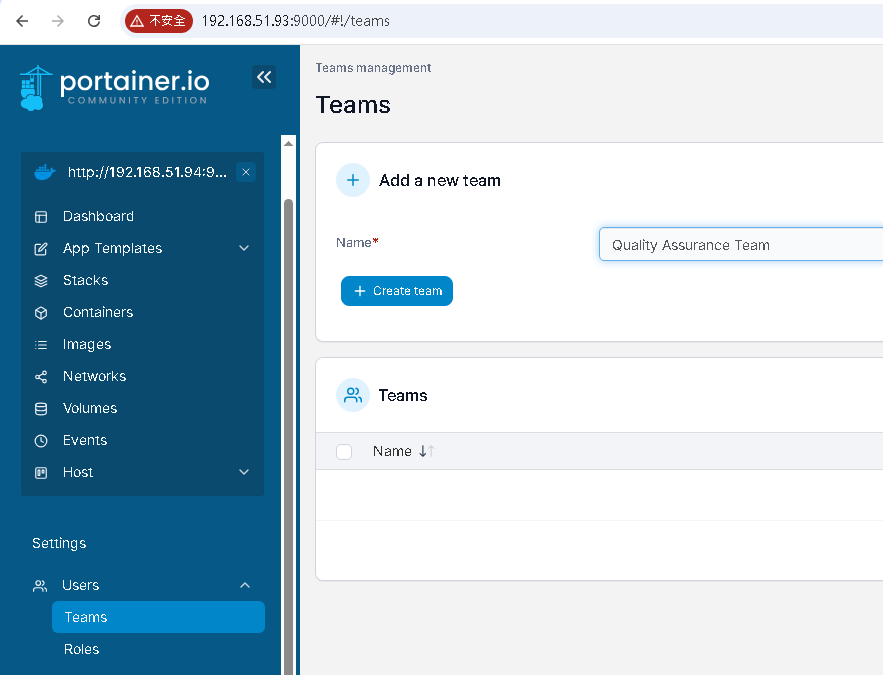 不安全 192.168.51.93:9000/#!/teams
portainer.io
COMMUNITY EDITION
http://192.168.51.94:9...
Dashboard
App Templates
Stacks
Containers
Images
Networks
Volumes
Events
Host
Settings
Users
Teams
Roles
Teams management
Teams
Add a new team
Name*
Quality Assurance Team
Create team
Teams
Name